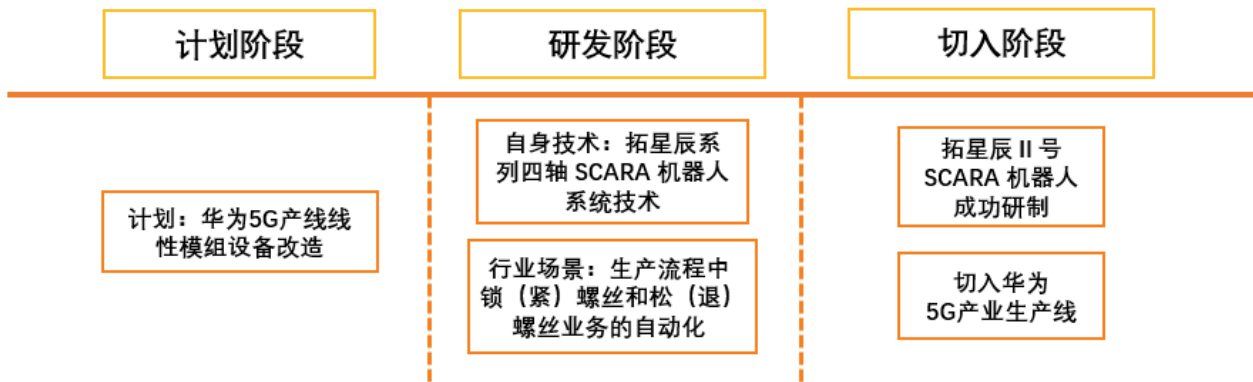 计划阶段
研发阶段
切入阶段
计划：华为5G产线线
性模组设备改造
自身技术：拓星辰系
列四轴 SCARA 机器人
系统技术
行业场景：生产流程中
锁（紧）螺丝和松（退）
螺丝业务的自动化
拓星辰 II 号
SCARA 机器人
成功研制
切入华为
5G产业生产线